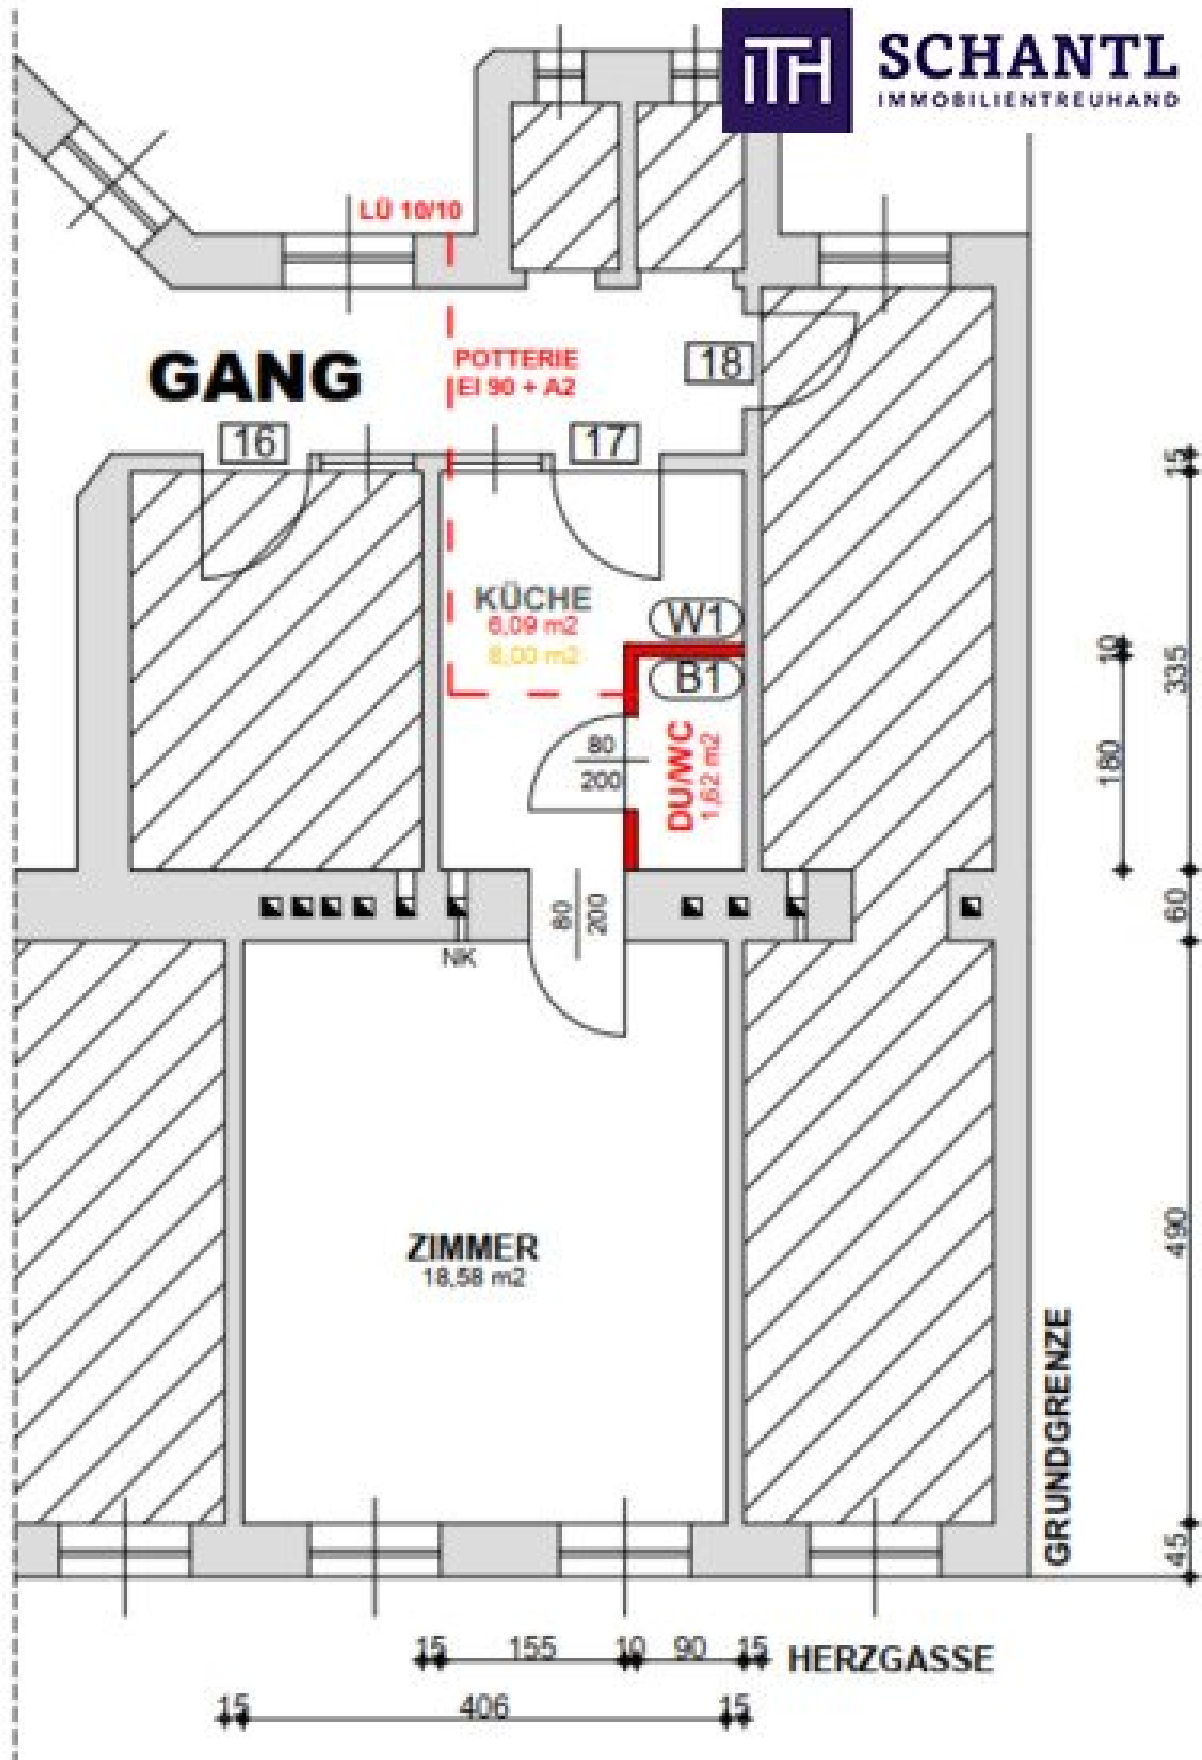 ITH
SCHANTL
IMMOBILIENTREUHAND
LÜ 10/10
GANG
POTTERIE
EI 90 + A2
18
16
17
15
KÜCHE
6,09 m2
8,00 m2
W1
B1
10
335
80
200
DU/WC
1,62 m2
180
80
200
60
NK
ZIMMER
18,58 m2
490
GRUNDGRENZE
45
15
155
10
90
15
HERZGASSE
15
406
15